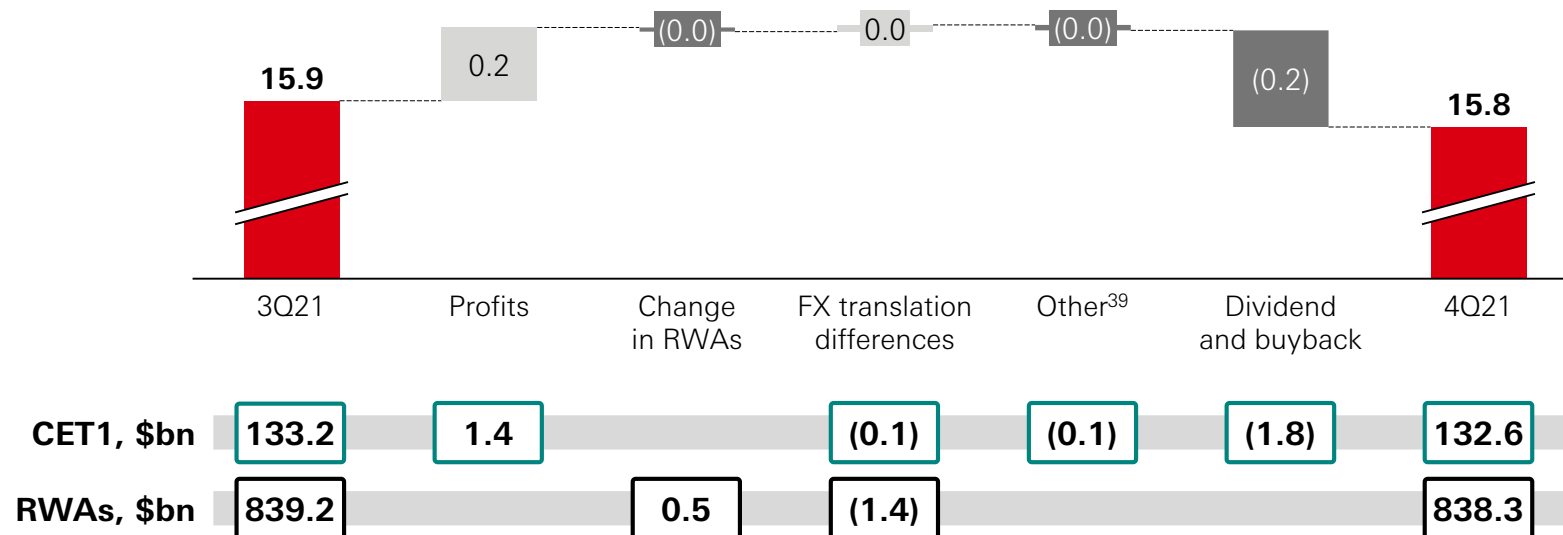 (0.0)
0.0
(0.0)
0.2
15.9
(0.2)
15.8
3Q21 Profits Change in RWAs FX translation differences Other39 Dividend and buyback 4Q21
CET1, $bn 133.2 1.4 (0.1) (0.1) (1.8) 132.6
RWAs, $bn 839.2 0.5 (1.4) 838.3